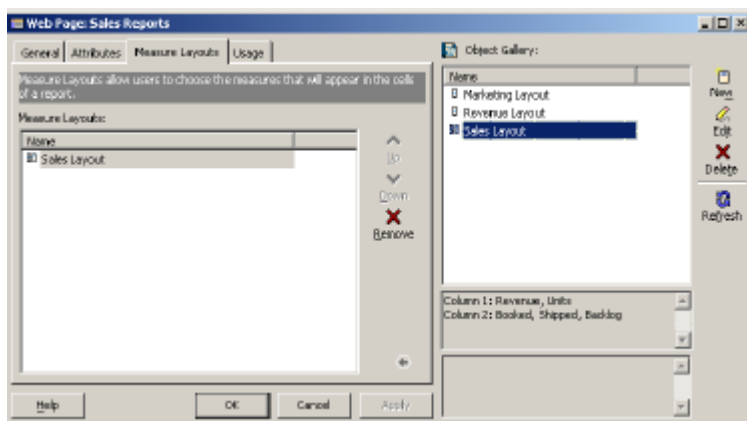 Web Page: Sales Reports
General Attributes Measure Layouts Usage
Measure Layouts allow users to choose the measures that will appear in the cells
of a report.
Measure Layouts:
Name
Sales Layout
Up
Down
Remove
Help OK Cancel Apply
Object Gallery:
Name
Marketing Layout
Revenue Layout
Sales Layout
New
Edit
Delete
Refresh
Column 1: Revenue, Units
Column 2: Booked, Shipped, Backlog